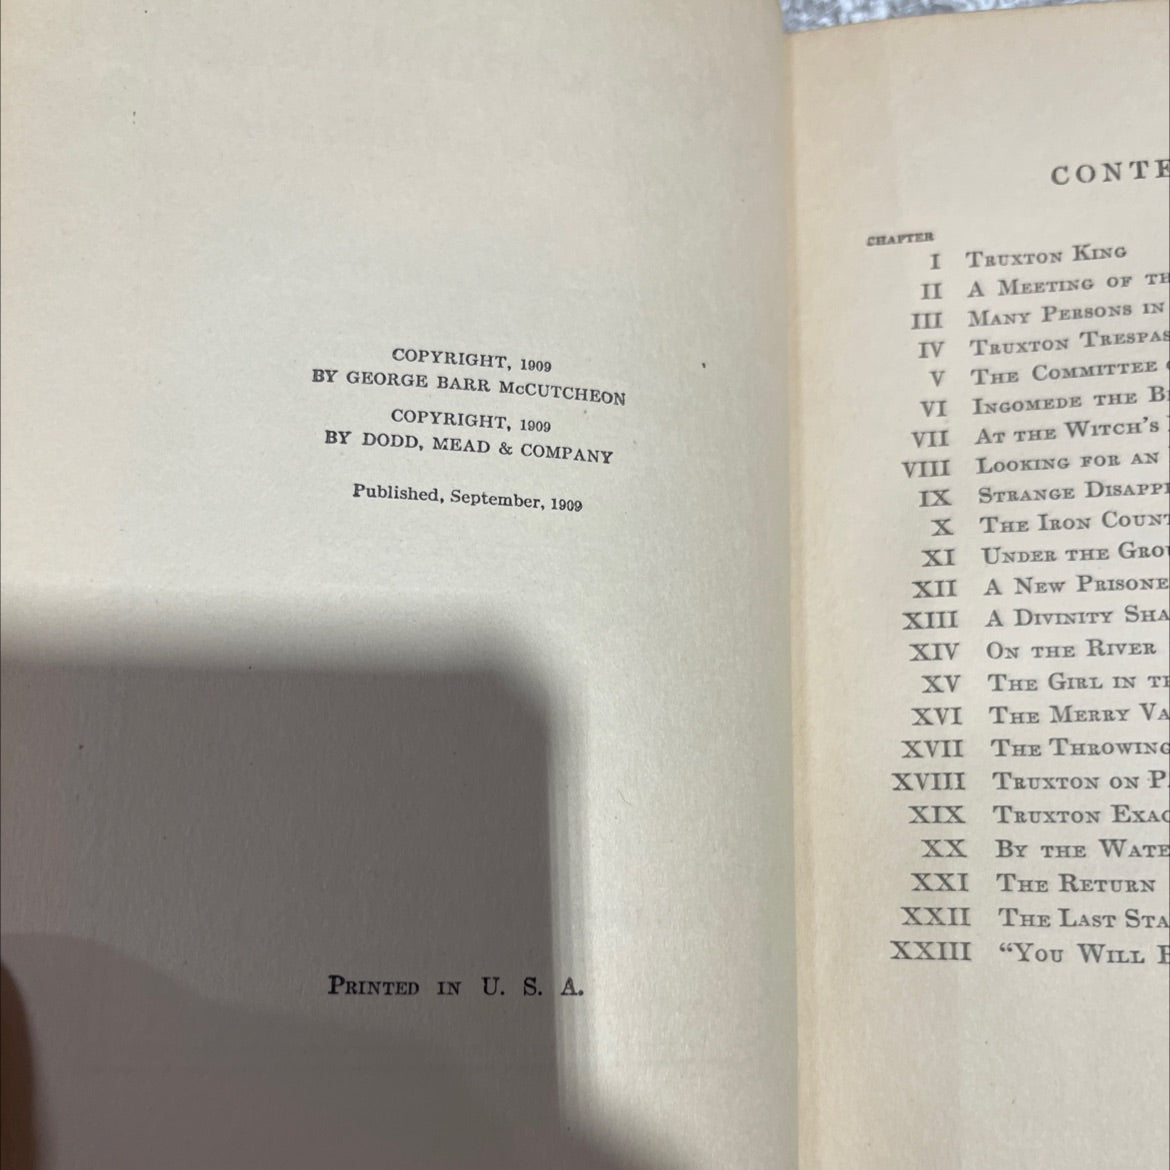 COPYRIGHT, 1909
BY GEORGE BARR McCUTCHEON
COPYRIGHT, 1909
BY DODD, MEAD & COMPANY
Published, September, 1909
PRINTED IN U. S. A.
CONTE
CHAPTER
I TRUXTON KING
II A MEETING OF TH
III MANY PERSONS IN
IV TRUXTON TRESPAS
V THE COMMITTEE
VI INGOMEDE THE B
VII AT THE WITCH'S
VIII LOOKING FOR AN
IX STRANGE DISAPP
X THE IRON COUNT
XI UNDER THE GROU
XII A NEW PRISONE
XIII A DIVINITY SHA
XIV ON THE RIVER
XV THE GIRL IN TH
XVI THE MERRY VA
XVII THE THROWING
XVIII TRUXTON ON P
XIX TRUXTON EXAC
XX BY THE WATE
XXI THE RETURN
XXII THE LAST STA
XXIII "YOU WILL B